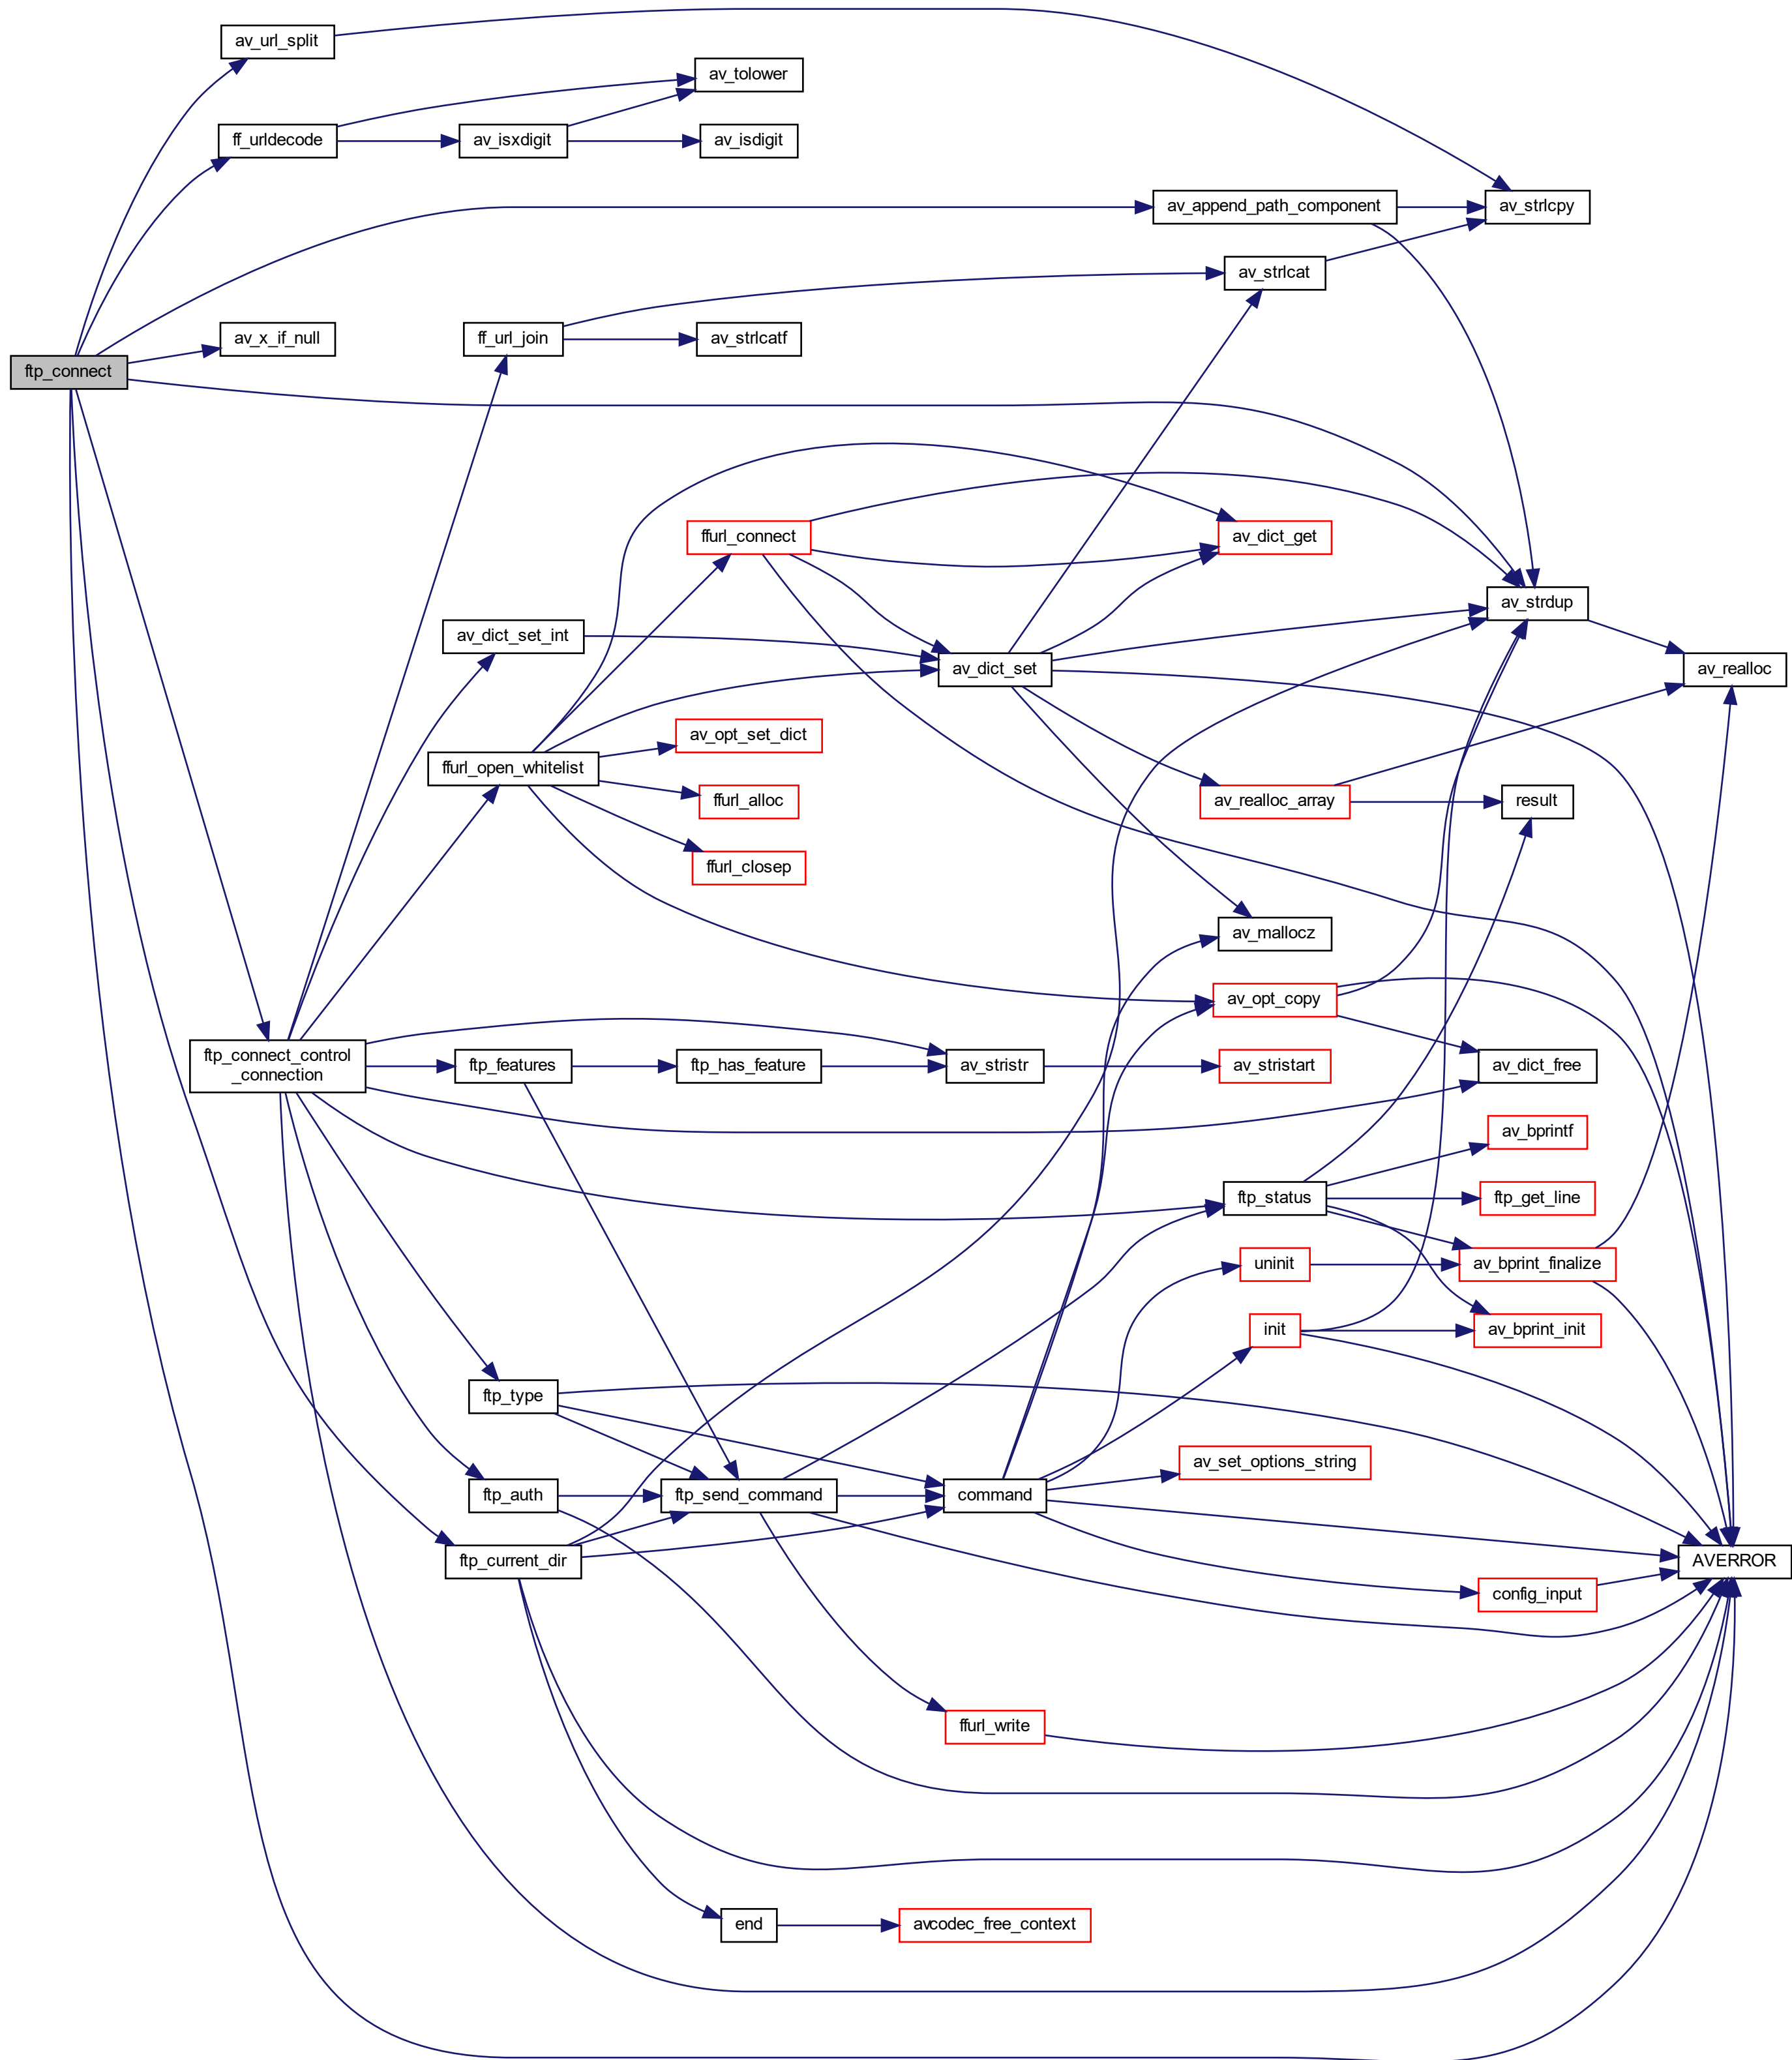 av_url_split
av_tolower
ff_urldecode
av_isxdigit
av_isdigit
av_append_path_component
av_strlcpy
av_strlcat
av_x_if_null
ff_url_join
av_strlcatf
ftp_connect
ffurl_connect
av_dict_get
av_strdup
av_dict_set_int
av_dict_set
av_realloc
av_opt_set_dict
ffurl_open_whitelist
ffurl_alloc
av_realloc_array
result
ffurl_closep
av_mallocz
av_opt_copy
ftp_connect_control
_connection
ftp_features
ftp_has_feature
av_stristr
av_stristart
av_dict_free
av_bprintf
ftp_status
ftp_get_line
uninit
av_bprint_finalize
init
av_bprint_init
ftp_type
av_set_options_string
ftp_auth
ftp_send_command
command
ftp_current_dir
AVERROR
config_input
ffurl_write
end
avcodec_free_context